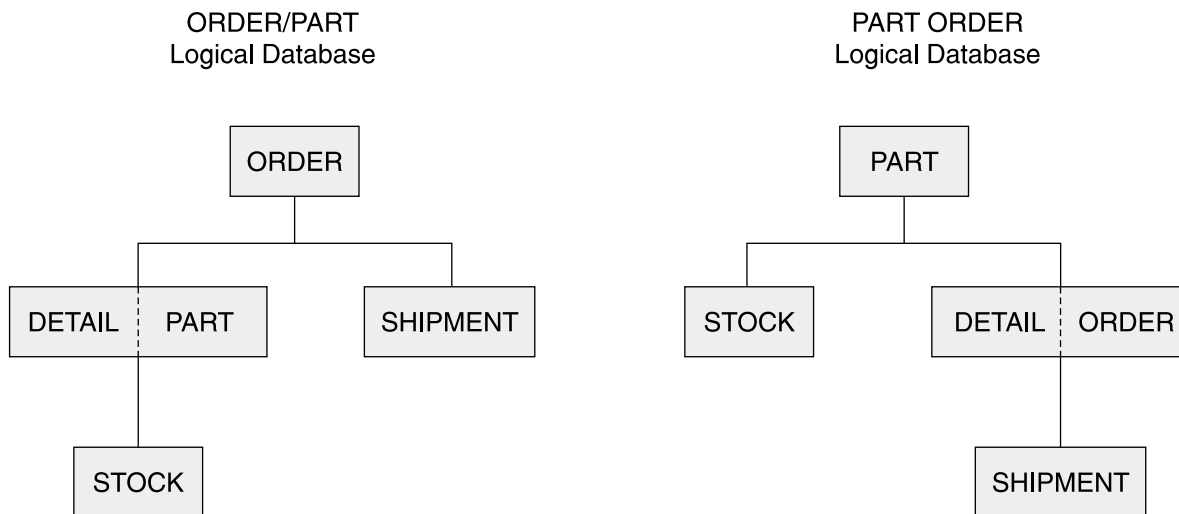 ORDER/PART
Logical Database
ORDER
DETAIL PART
SHIPMENT
STOCK
PART ORDER
Logical Database
PART
STOCK
DETAIL ORDER
SHIPMENT